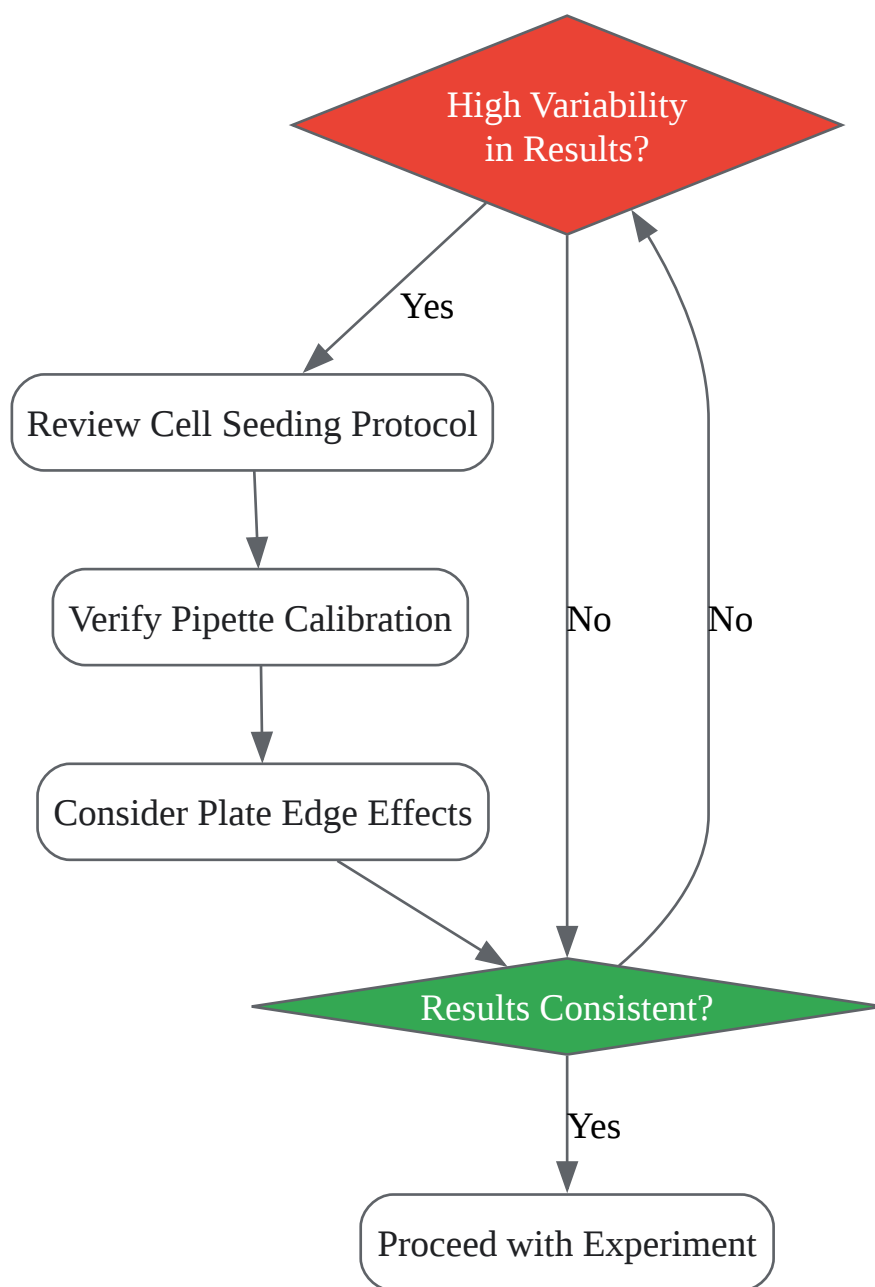 High Variability
in Results?
Yes
Review Cell Seeding Protocol
Verify Pipette Calibration
No
No
Consider Plate Edge Effects
Results Consistent?
Yes
Proceed with Experiment